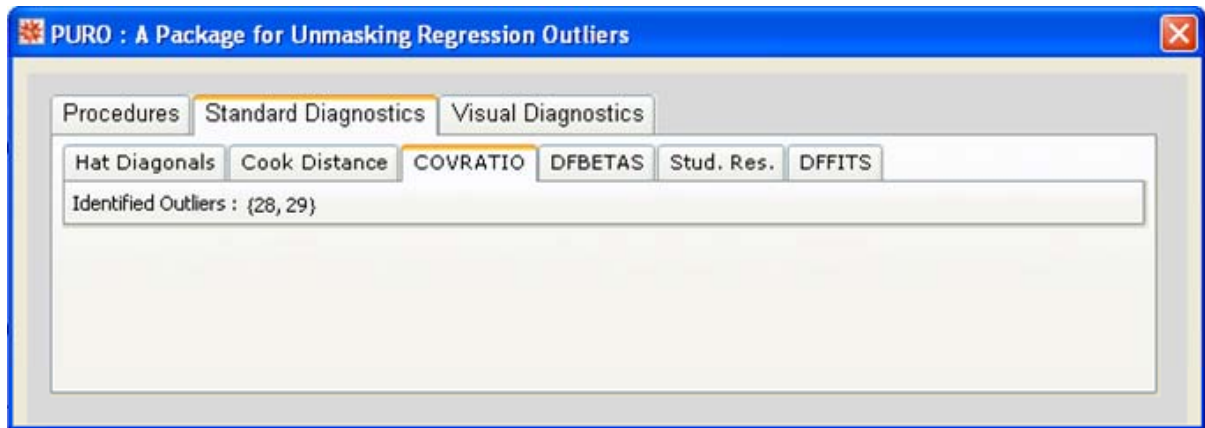 PURO : A Package for Unmasking Regression Outliers
Procedures Standard Diagnostics Visual Diagnostics
Hat Diagonals Cook Distance COVRATIO DFBETAS Stud. Res. DFFITS
Identified Outliers : {28, 29}